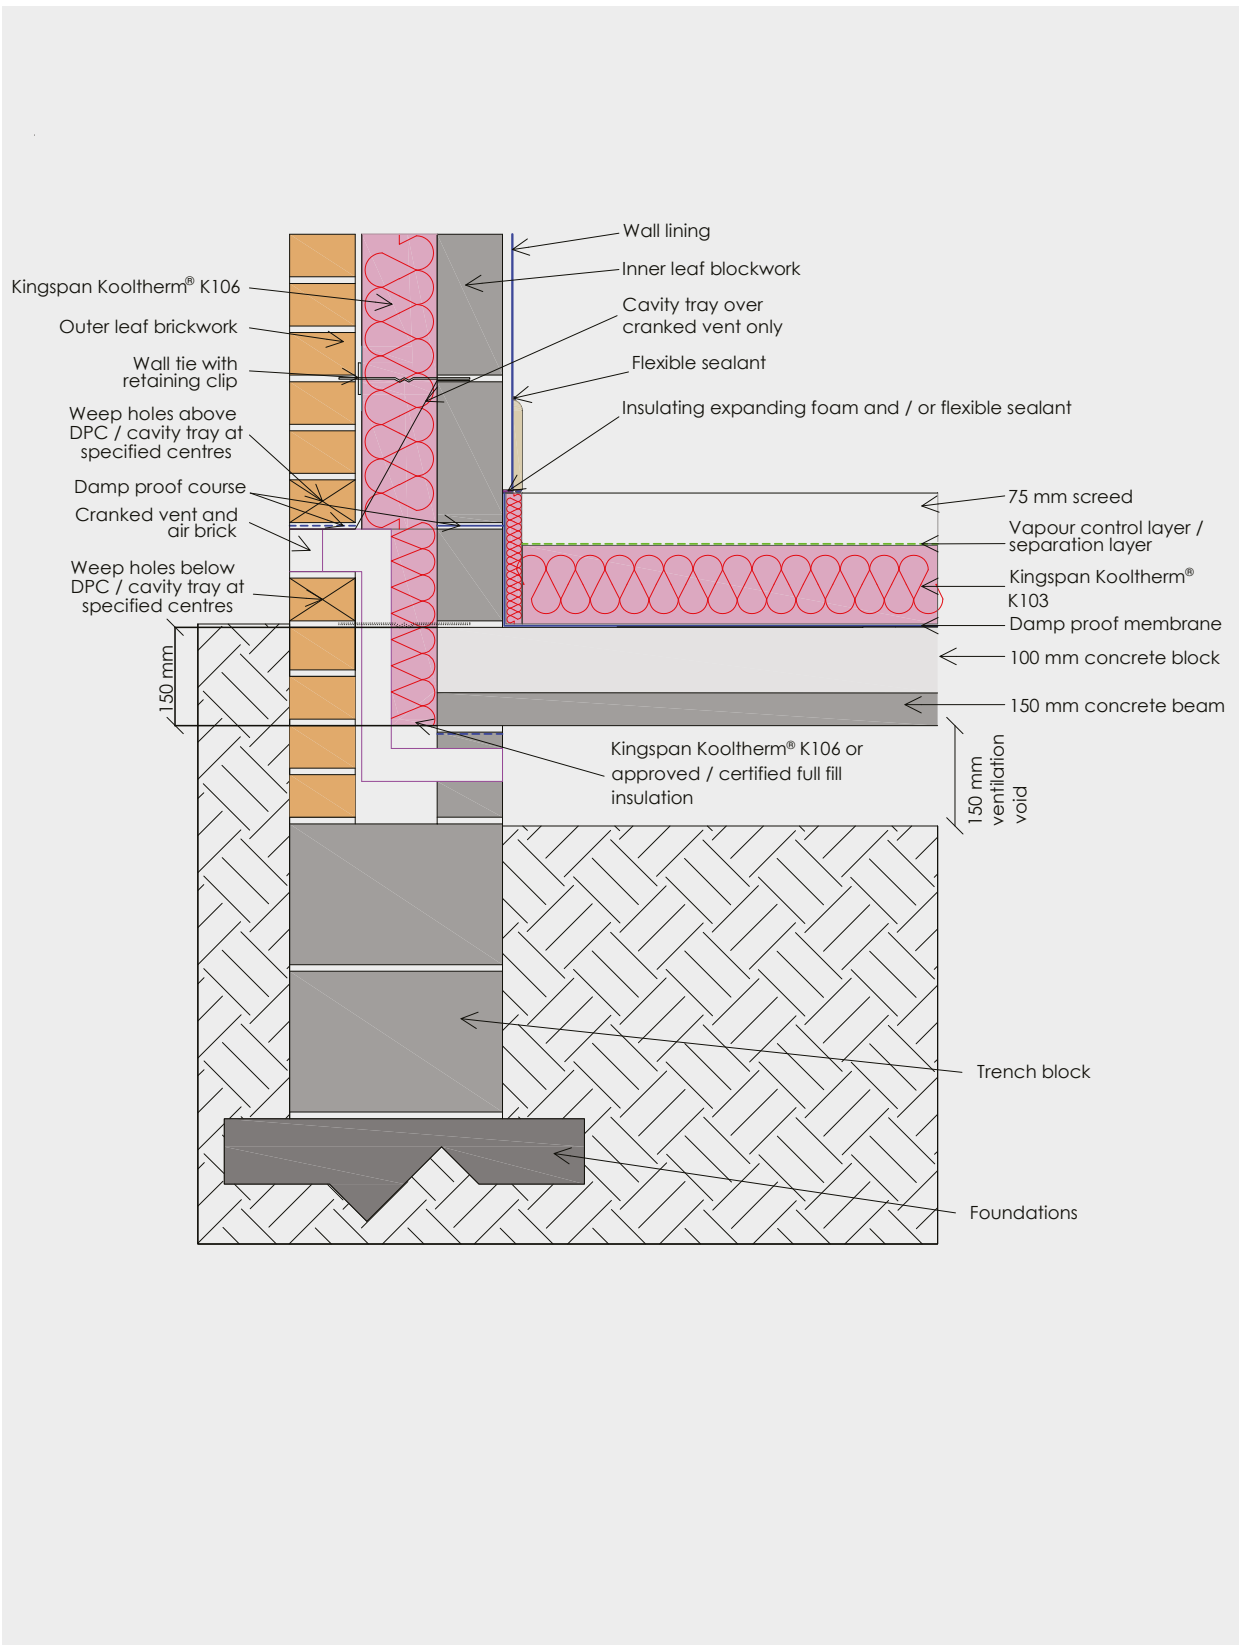 Kingspan Kooltherm® K106
Outer leaf brickwork
Wall tie with
retaining clip
Weep holes above
DPC / cavity tray at
specified centres
Damp proof course
Cranked vent and
air brick
Weep holes below
DPC / cavity tray at
specified centres
150 mm
Wall lining
Inner leaf blockwork
Cavity tray over
cranked vent only
Flexible sealant
Insulating expanding foam and / or flexible sealant
75 mm screed
Vapour control layer /
separation layer
Kingspan Kooltherm®
K103
Damp proof membrane
100 mm concrete block
150 mm concrete beam
Kingspan Kooltherm® K106 or
approved / certified full fill
insulation
150 mm
ventilation
void
Trench block
Foundations